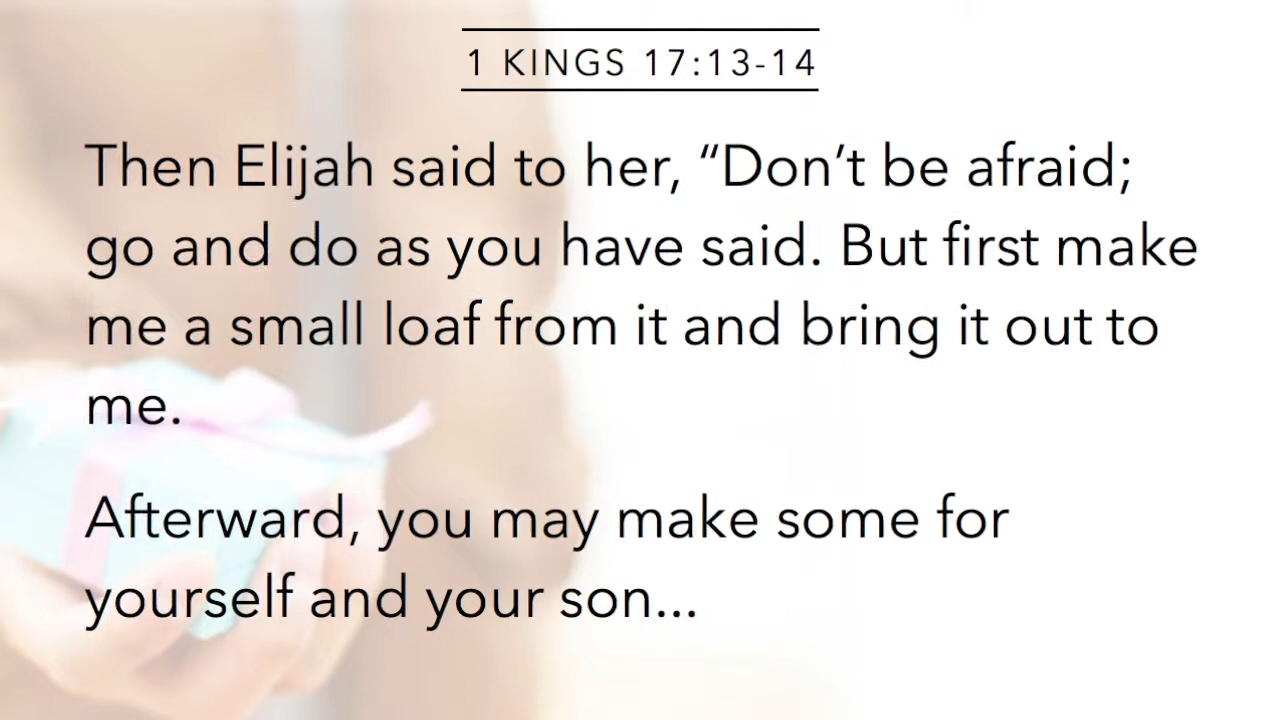 1 KINGS 17:13-14
Then Elijah said to her, “Don’t be afraid;
go and do as you have said. But first make
me a small loaf from it and bring it out to
me.
Afterward, you may make some for
yourself and your son...